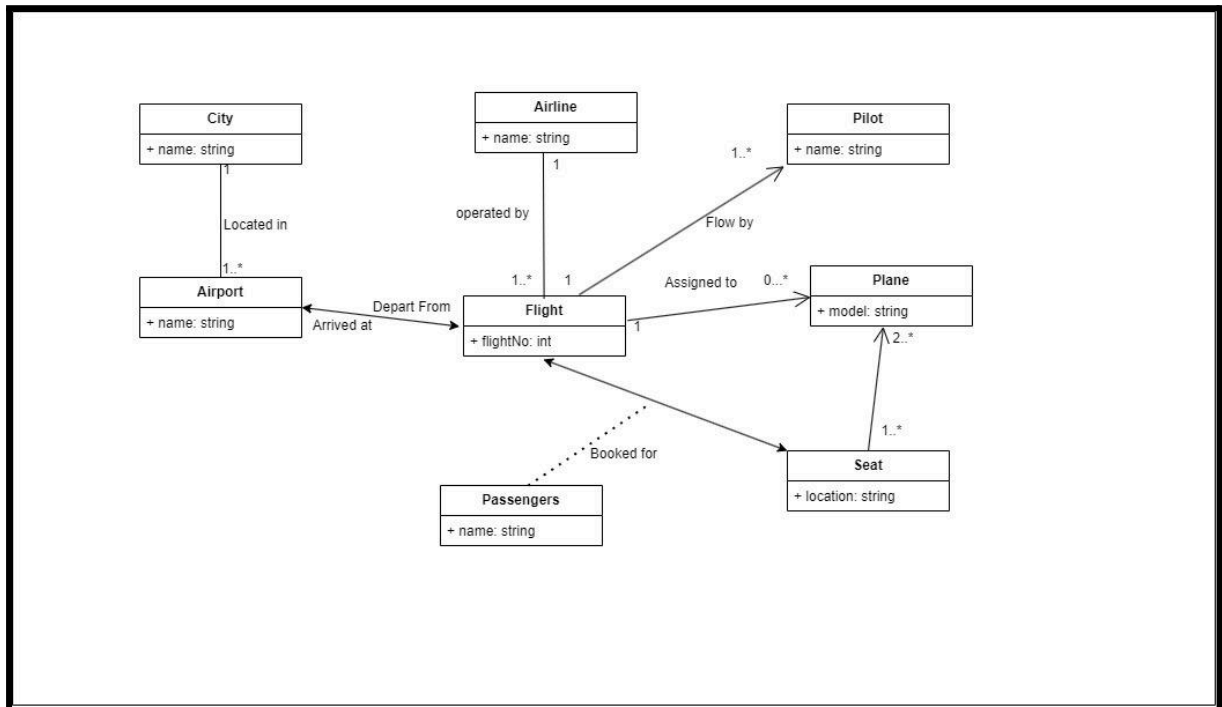 City
+ name: string
1
Located in
1..*
Airport
+ name: string
Airline
+ name: string
1
operated by
1..*
Pilot
+ name: string
1..*
Flow by
1
Depart From
Arrived at
Flight
+ flightNo: int
1
Assigned to
0...*
Plane
+ model: string
2..*
1..*
Seat
+ location: string
Booked for
Passengers
+ name: string